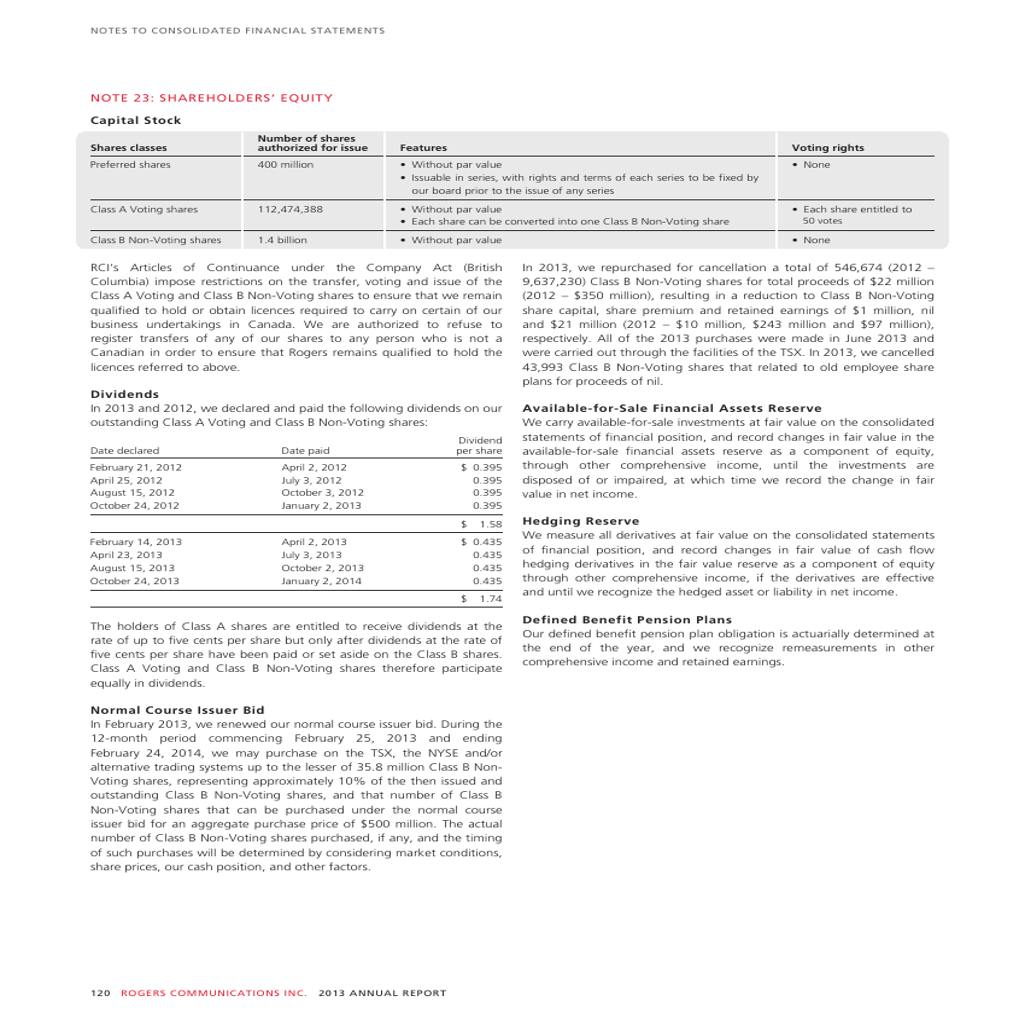 NOTES TO CONSOLIDATED FINANCIAL STATEMENTS
NOTE 23: SHAREHOLDERS' EQUITY
Capital Stock
Shares classes | Number of shares authorized for issue | Features | Voting rights
Preferred shares 400 million • Without par value • None
• Issuable in series, with rights and terms of each series to be fixed by
our board prior to the issue of any series
Class A Voting shares 112,474,388 • Without par value • Each share entitled to
• Each share can be converted into one Class B Non-Voting share 50 votes
Class B Non-Voting shares 1.4 billion • Without par value • None
RCI's Articles of Continuance under the Company Act (British
Columbia) impose restrictions on the transfer, voting and issue of the
Class A Voting and Class B Non-Voting shares to ensure that we remain
qualified to hold or obtain licences required to carry on certain of our
business undertakings in Canada. We are authorized to refuse to
register transfers of any of our shares to any person who is not a
Canadian in order to ensure that Rogers remains qualified to hold the
licences referred to above.
Dividends
In 2013 and 2012, we declared and paid the following dividends on our
outstanding Class A Voting and Class B Non-Voting shares:
Dividend
Date declared Date paid per share
February 21, 2012 April 2, 2012 $ 0.395
April 25, 2012 July 3, 2012 0.395
August 15, 2012 October 3, 2012 0.395
October 24, 2012 January 2, 2013 0.395
$ 1.58
February 14, 2013 April 2, 2013 $ 0.435
April 23, 2013 July 3, 2013 0.435
August 15, 2013 October 2, 2013 0.435
October 24, 2013 January 2, 2014 0.435
$ 1.74
The holders of Class A shares are entitled to receive dividends at the
rate of up to five cents per share but only after dividends at the rate of
five cents per share have been paid or set aside on the Class B shares.
Class A Voting and Class B Non-Voting shares therefore participate
equally in dividends.
Normal Course Issuer Bid
In February 2013, we renewed our normal course issuer bid. During the
12-month period commencing February 25, 2013 and ending
February 24, 2014, we may purchase on the TSX, the NYSE and/or
alternative trading systems up to the lesser of 35.8 million Class B Non-
Voting shares, representing approximately 10% of the then issued and
outstanding Class B Non-Voting shares, and that number of Class B
Non-Voting shares that can be purchased under the normal course
issuer bid for an aggregate purchase price of $500 million. The actual
number of Class B Non-Voting shares purchased, if any, and the timing
of such purchases will be determined by considering market conditions,
share prices, our cash position, and other factors.
In 2013, we repurchased for cancellation a total of 546,674 (2012 –
9,637,230) Class B Non-Voting shares for total proceeds of $22 million
(2012 – $350 million), resulting in a reduction to Class B Non-Voting
share capital, share premium and retained earnings of $1 million, nil
and $21 million (2012 – $10 million, $243 million and $97 million),
respectively. All of the 2013 purchases were made in June 2013 and
were carried out through the facilities of the TSX. In 2013, we cancelled
43,993 Class B Non-Voting shares that related to old employee share
plans for proceeds of nil.
Available-for-Sale Financial Assets Reserve
We carry available-for-sale investments at fair value on the consolidated
statements of financial position, and record changes in fair value in the
available-for-sale financial assets reserve as a component of equity,
through other comprehensive income, until the investments are
disposed of or impaired, at which time we record the change in fair
value in net income.
Hedging Reserve
We measure all derivatives at fair value on the consolidated statements
of financial position, and record changes in fair value of cash flow
hedging derivatives in the fair value reserve as a component of equity
through other comprehensive income, if the derivatives are effective
and until we recognize the hedged asset or liability in net income.
Defined Benefit Pension Plans
Our defined benefit pension plan obligation is actuarially determined at
the end of the year, and we recognize remeasurements in other
comprehensive income and retained earnings.
120 ROGERS COMMUNICATIONS INC. 2013 ANNUAL REPORT